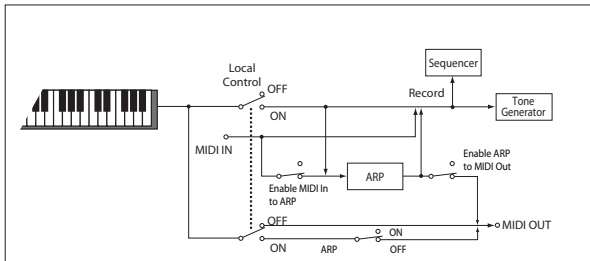 Sequencer
Local
Control
OFF
Record
ON
Tone
Generator
MIDI IN
Enable ARP
to MIDI Out
ARP
Enable MIDI In
to ARP
OFF
MIDI OUT
ON
ON
ARP
OFF